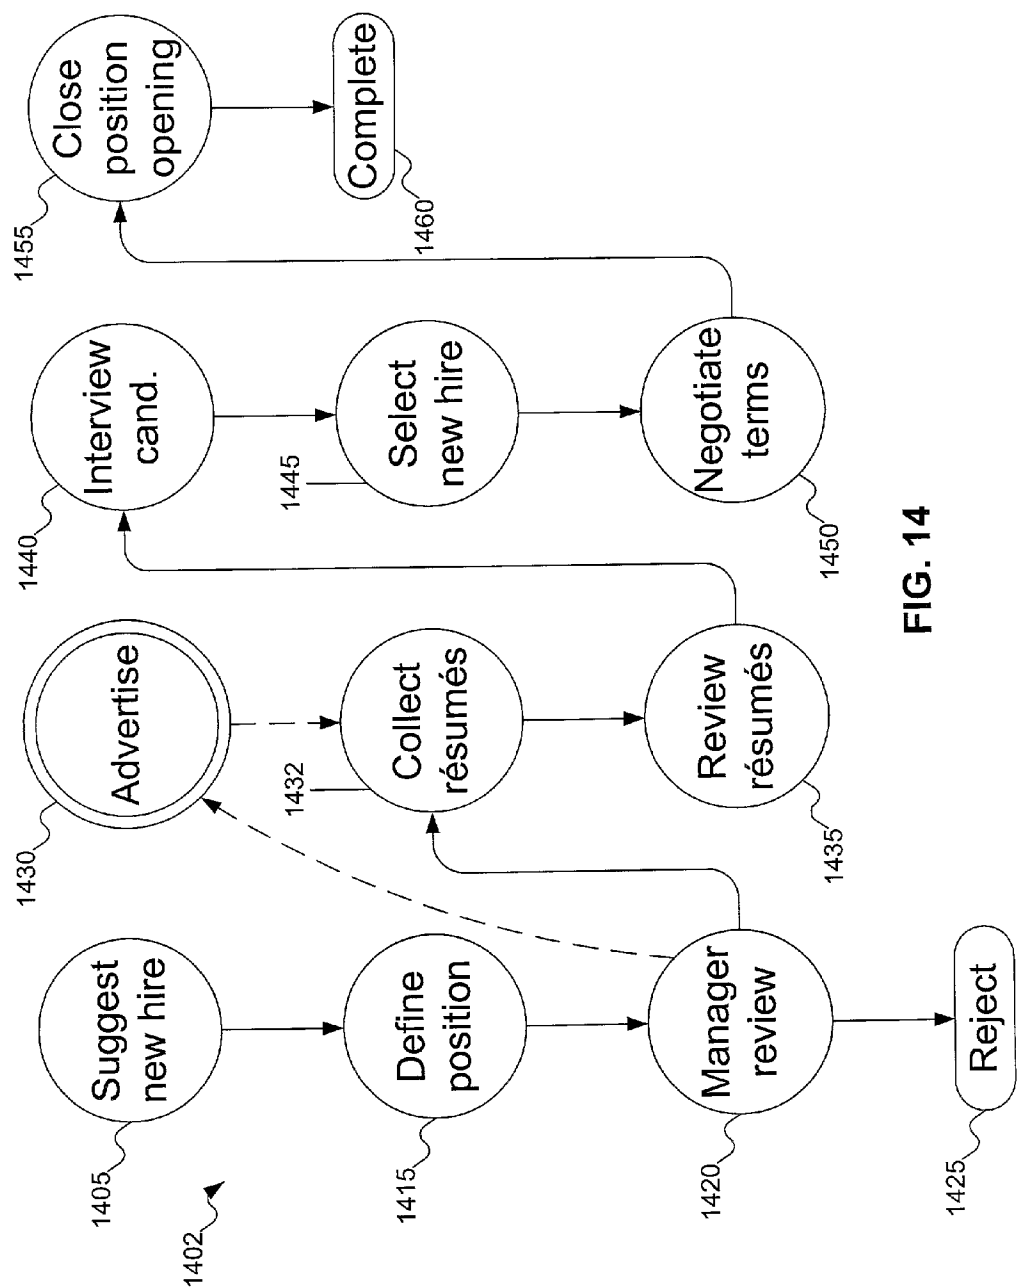 1402
1405
Suggest
new hire
1415
Define
position
1420
Manager
review
1425
Reject
1430
Advertise
1432
Collect
résumés
1435
Review
résumés
1440
Interview
cand.
1445
Select
new hire
1450
Negotiate
terms
1455
Close
position
opening
1460
Complete
FIG. 14